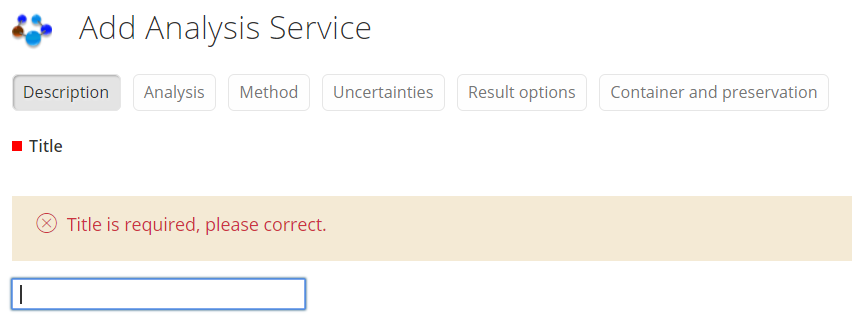 Add Analysis Service
Description Analysis Method Uncertainties Result options Container and preservation
Title
Title is required, please correct.